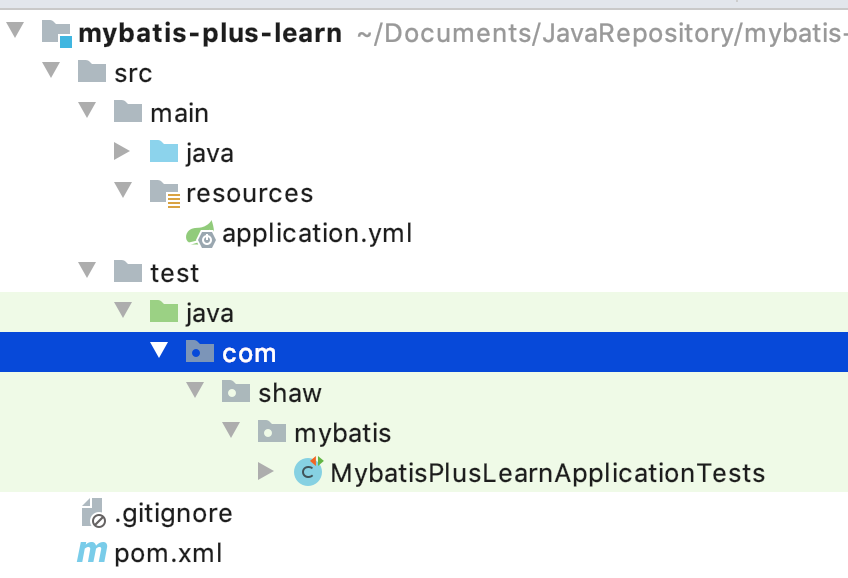 mybatis-plus-learn ~/Documents/JavaRepository/mybatis-
src
main
java
resources
application.yml
test
java
com
shaw
mybatis
C MybatisPlusLearnApplicationTests
.gitignore
m pom.xml